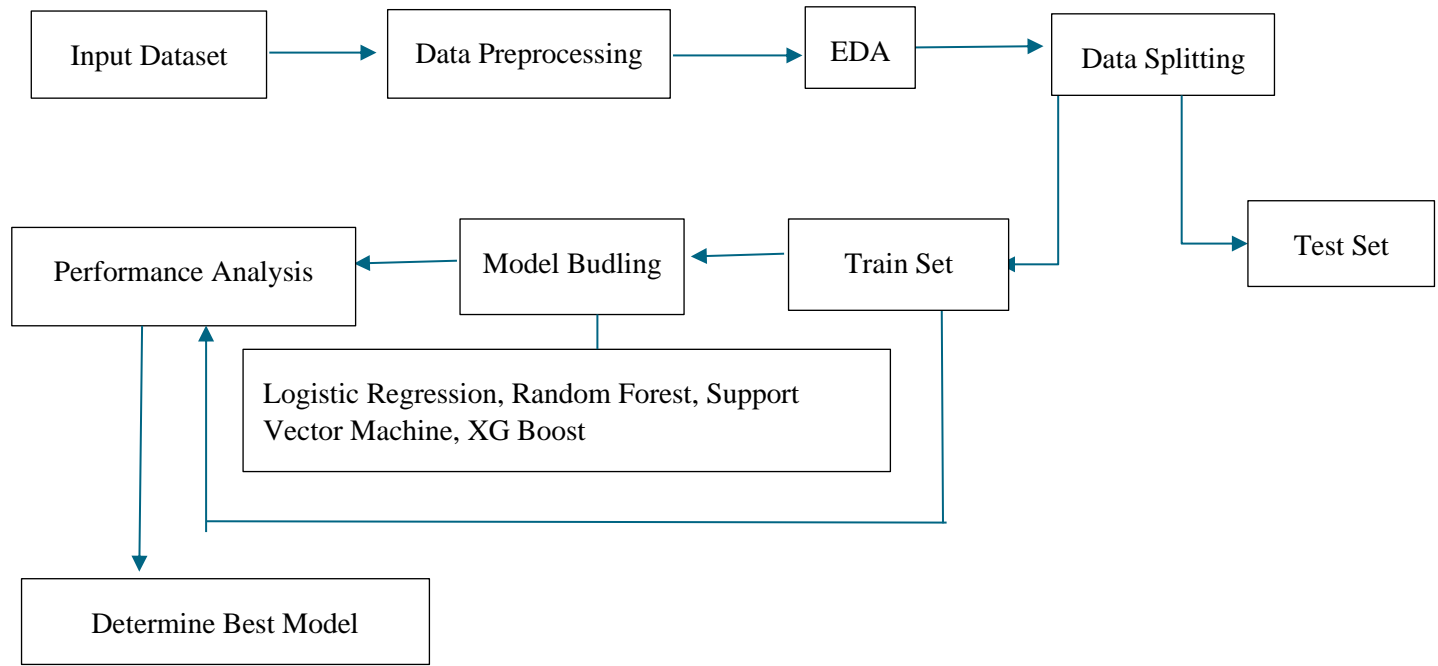 Input Dataset
Data Preprocessing
EDA
Data Splitting
Performance Analysis
Model Budling
Train Set
Test Set
Logistic Regression, Random Forest, Support
Vector Machine, XG Boost
Determine Best Model